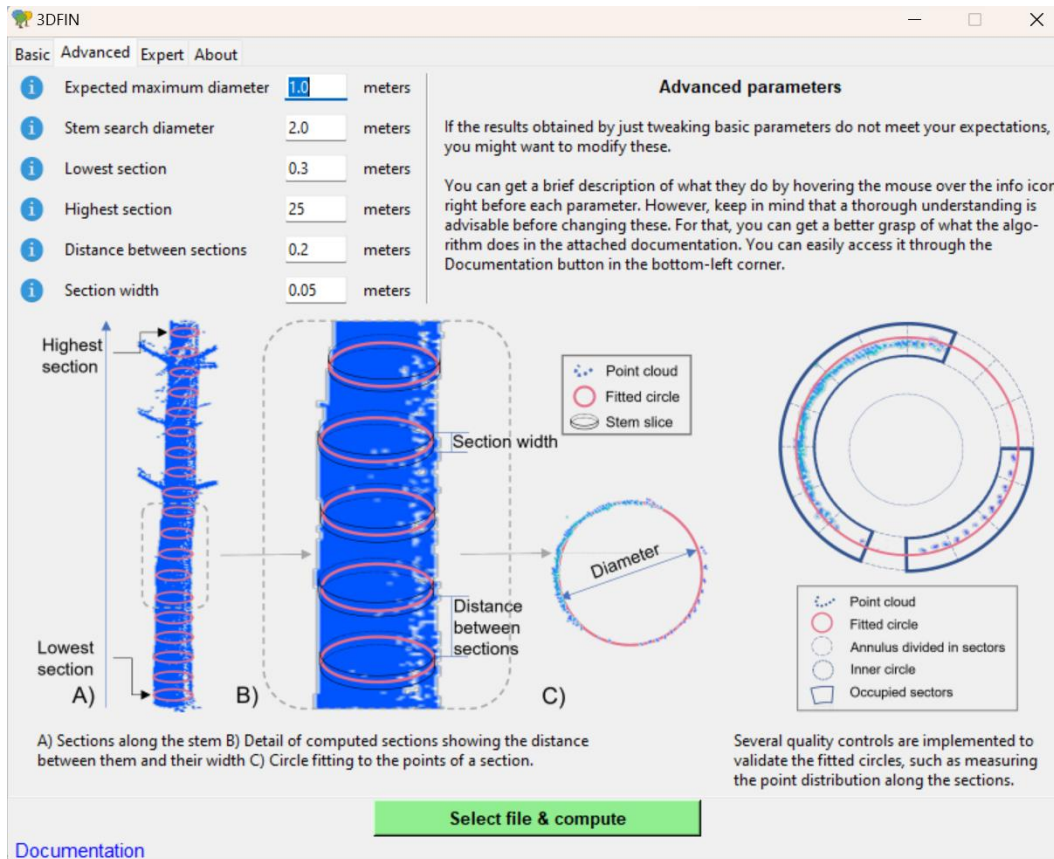 3DFIN
Basic Advanced Expert About
Expected maximum diameter 1.0 meters
Stem search diameter 2.0 meters
Lowest section 0.3 meters
Highest section 25 meters
Distance between sections 0.2 meters
Section width 0.05 meters
Advanced parameters
If the results obtained by just tweaking basic parameters do not meet your expectations,
you might want to modify these.
You can get a brief description of what they do by hovering the mouse over the info icon
right before each parameter. However, keep in mind that a thorough understanding is
advisable before changing these. For that, you can get a better grasp of what the algo-
rithm does in the attached documentation. You can easily access it through the
Documentation button in the bottom-left corner.
Highest
section
Lowest
section
A)
B)
Section width
Distance
between
sections
Point cloud
Fitted circle
Stem slice
Diameter
C)
Point cloud
Fitted circle
Annulus divided in sectors
Inner circle
Occupied sectors
A) Sections along the stem B) Detail of computed sections showing the distance
between them and their width C) Circle fitting to the points of a section.
Several quality controls are implemented to
validate the fitted circles, such as measuring
the point distribution along the sections.
Select file & compute
Documentation